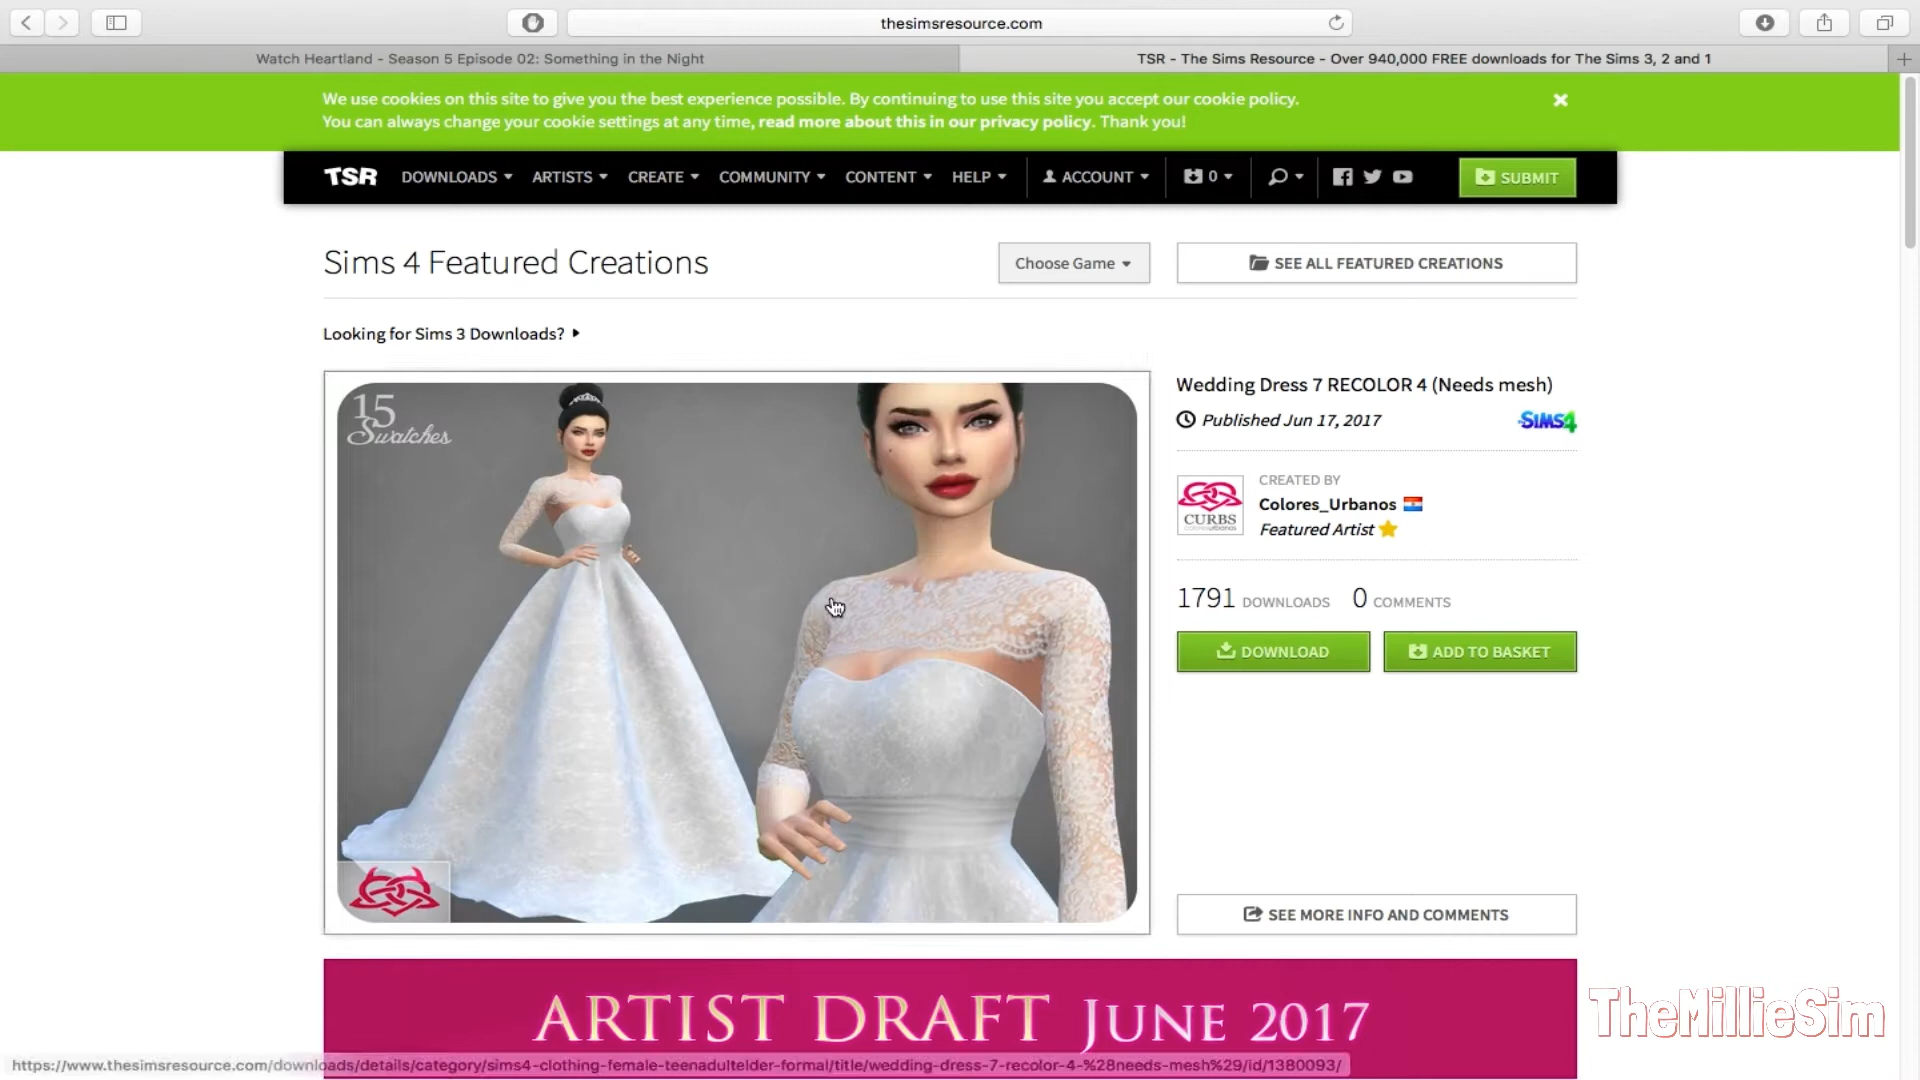 thesimsresource.com
Watch Heartland - Season 5 Episode 02: Something in the Night
TSR - The Sims Resource - Over 940,000 FREE downloads for The Sims 3, 2 and 1
We use cookies on this site to give you the best experience possible. By continuing to use this site you accept our cookie policy.
You can always change your cookie settings at any time, read more about this in our privacy policy. Thank you!
TSR DOWNLOADS ARTISTS CREATE COMMUNITY CONTENT HELP ACCOUNT 0 SUBMIT
Sims 4 Featured Creations
Choose Game
SEE ALL FEATURED CREATIONS
Looking for Sims 3 Downloads?
15
Swatches
Wedding Dress 7 RECOLOR 4 (Needs mesh)
Published Jun 17, 2017
SIMS4
CURBS
CREATED BY
Colores_Urbanos
Featured Artist
1791 DOWNLOADS 0 COMMENTS
DOWNLOAD
ADD TO BASKET
SEE MORE INFO AND COMMENTS
ARTIST DRAFT JUNE 2017
TheMillieSim
https://www.thesimsresource.com/downloads/details/category/sims4-clothing-female-teenadultelder-formal/title/wedding-dress-7-recolor-4-%28needs-mesh%29/id/1380093/